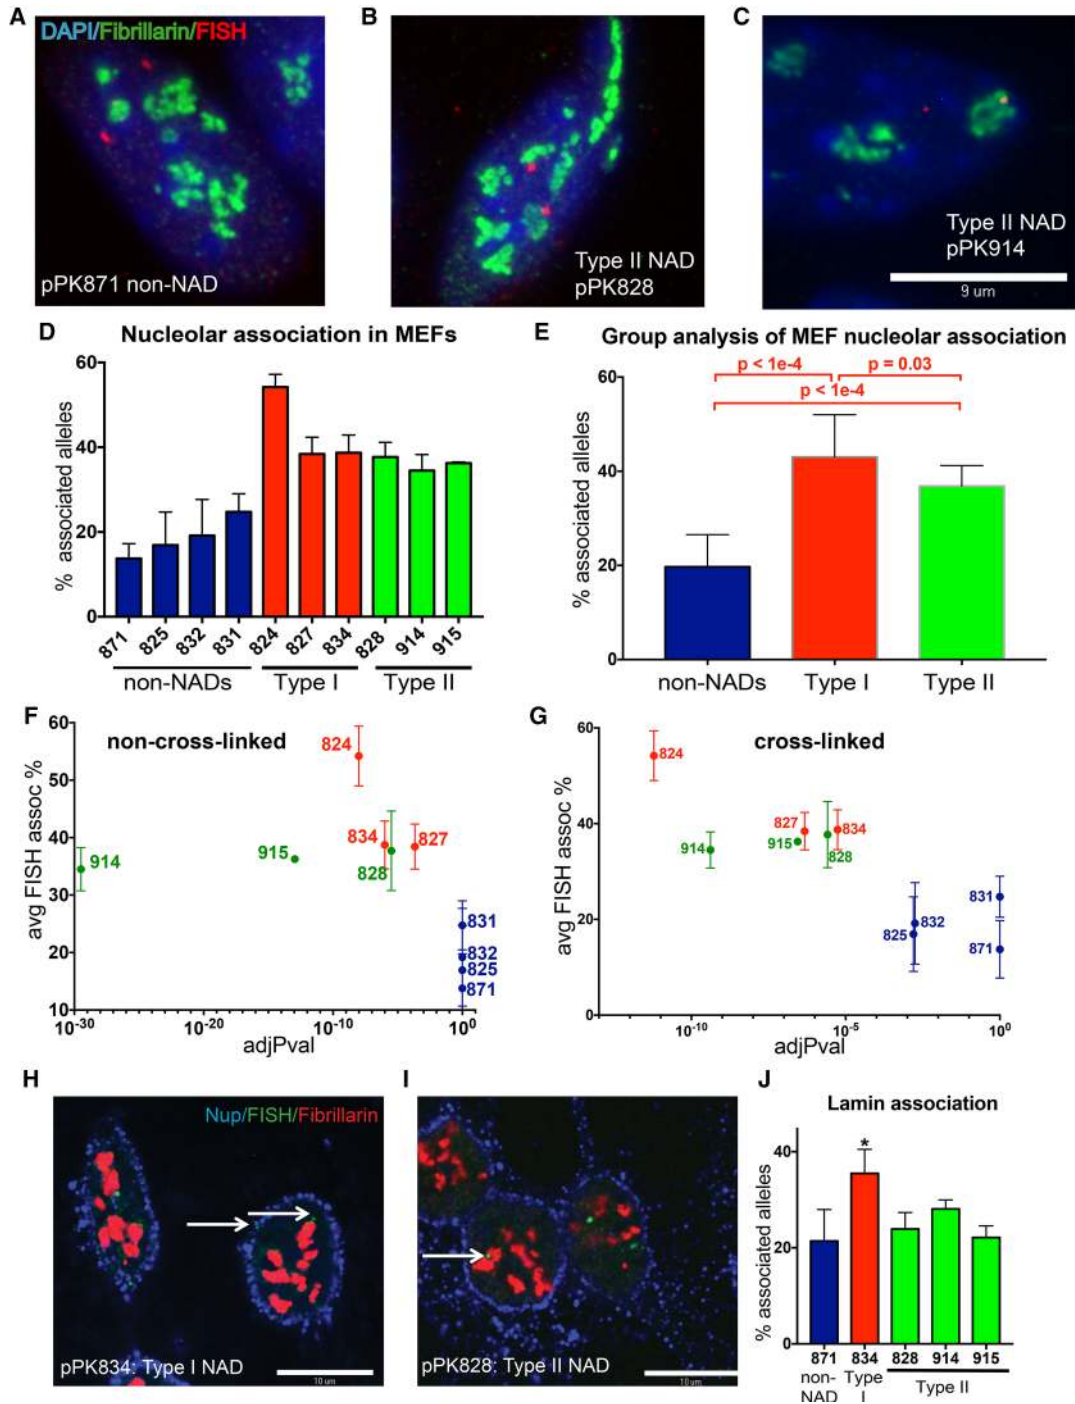 A
DAPI/Fibrillarin/FISH
pPK871 non-NAD
B
Type II NAD
pPK828
C
Type II NAD
pPK914
9 um
D
Nucleolar association in MEFs
% associated alleles
60
40
20
0
871 825 832 831 824 827 834 828 914 915
non-NADs Type I Type II
E
Group analysis of MEF nucleolar association
p < 1e-4 p = 0.03
p < 1e-4
% associated alleles
60
40
20
0
non-NADs Type I Type II
F
non-cross-linked
avg FISH assoc %
60
50
40
30
20
10
824
914
915
834
827
828
831
832
825
871
10-30 10-20 10-10 100
adjPval
G
cross-linked
avg FISH assoc %
60
40
20
0
824
827
834
914
915
828
831
832
825
871
10-10 10-5 100
adjPval
H
Nup/FISH/Fibrillarin
pPK834: Type I NAD
10 um
I
pPK828: Type II NAD
10 um
J
Lamin association
% associated alleles
40
20
0
*
871 834 828 914 915
non-NAD Type I Type II